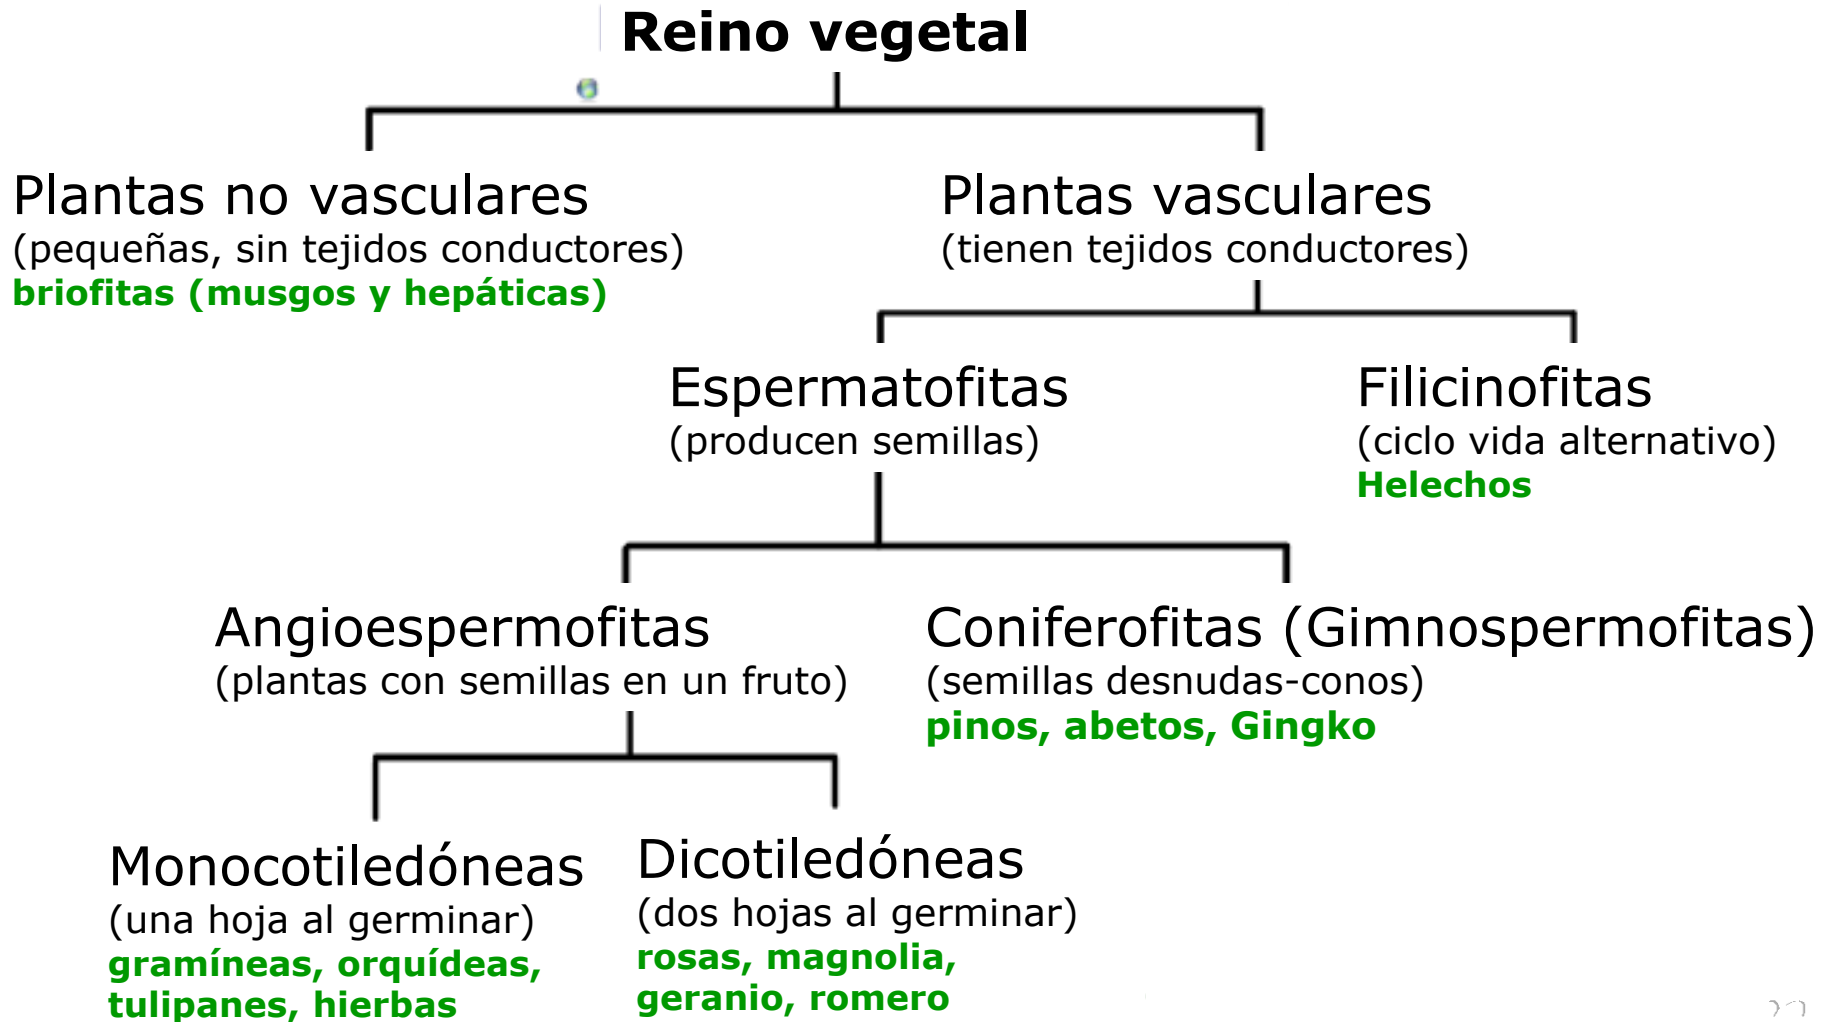 Reino vegetal
Plantas no vasculares
(pequeñas, sin tejidos conductores)
briofitas (musgos y hepáticas)
Plantas vasculares
(tienen tejidos conductores)
Espermatofitas
(producen semillas)
Filicinofitas
(ciclo vida alternativo)
Helechos
Angioespermofitas
(plantas con semillas en un fruto)
Coniferofitas (Gimnospermofitas)
(semillas desnudas-conos)
pinos, abetos, Gingko
Monocotiledóneas
(una hoja al germinar)
gramíneas, orquídeas,
tulipanes, hierbas
Dicotiledóneas
(dos hojas al germinar)
rosas, magnolia,
geranio, romero